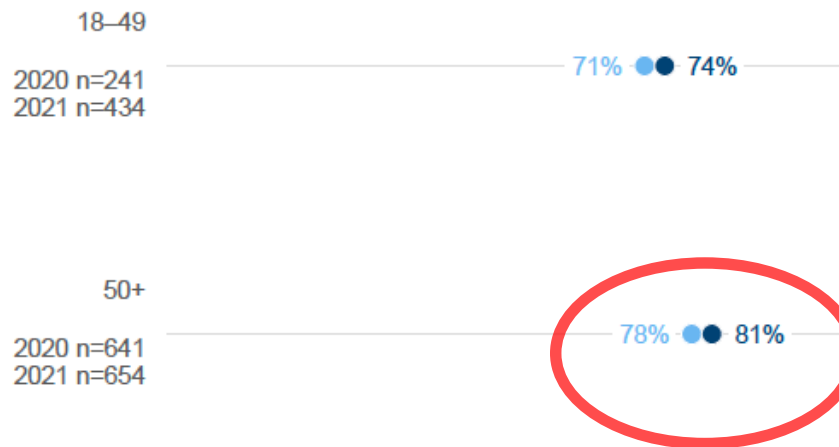 18–49
71% 74%
2020 n=241
2021 n=434
50+
78% 81%
2020 n=641
2021 n=654